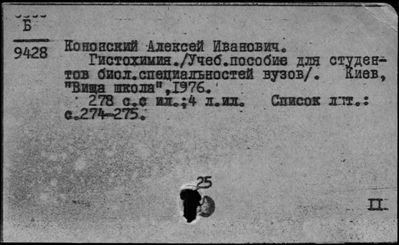 Б
9428
Кононский Алексей Иванович.
Гистохимия./Учеб.пособие для студен-
тов биол.специальностей вузов/. Киев,
"Вища школа",1976.
278 с.с ил.;4 л.ил. Список лит.:
с.274-275.
25
II